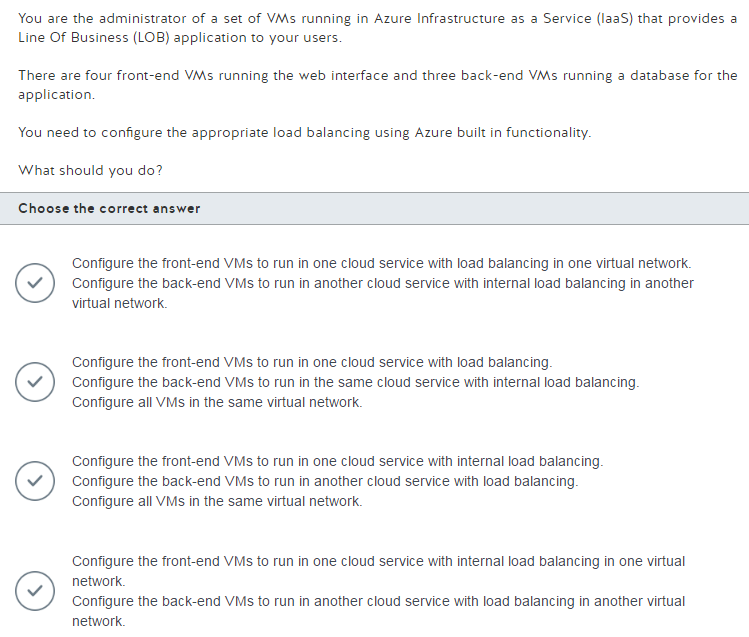 You are the administrator of a set of VMs running in Azure Infrastructure as a Service (IaaS) that provides a
Line Of Business (LOB) application to your users.
There are four front-end VMs running the web interface and three back-end VMs running a database for the
application.
You need to configure the appropriate load balancing using Azure built in functionality.
What should you do?
Choose the correct answer
Configure the front-end VMs to run in one cloud service with load balancing in one virtual network.
Configure the back-end VMs to run in another cloud service with internal load balancing in another
virtual network.
Configure the front-end VMs to run in one cloud service with load balancing.
Configure the back-end VMs to run in the same cloud service with internal load balancing.
Configure all VMs in the same virtual network.
Configure the front-end VMs to run in one cloud service with internal load balancing.
Configure the back-end VMs to run in another cloud service with load balancing.
Configure all VMs in the same virtual network.
Configure the front-end VMs to run in one cloud service with internal load balancing in one virtual
network.
Configure the back-end VMs to run in another cloud service with load balancing in another virtual
network.